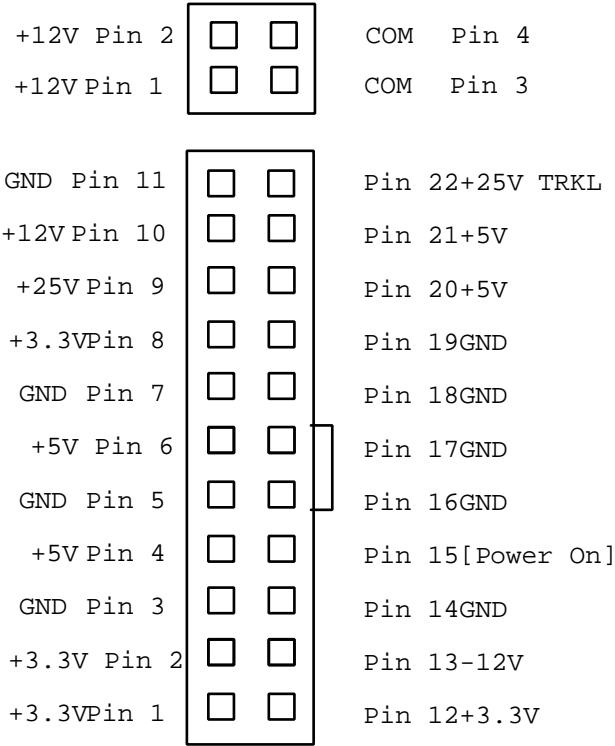 +12V Pin 2 COM Pin 4
+12V Pin 1 COM Pin 3
GND Pin 11 Pin 22+25V TRKL
+12V Pin 10 Pin 21+5V
+25V Pin 9 Pin 20+5V
+3.3VPin 8 Pin 19GND
GND Pin 7 Pin 18GND
+5V Pin 6 Pin 17GND
GND Pin 5 Pin 16GND
+5V Pin 4 Pin 15[Power On]
GND Pin 3 Pin 14GND
+3.3V Pin 2 Pin 13-12V
+3.3VPin 1 Pin 12+3.3V